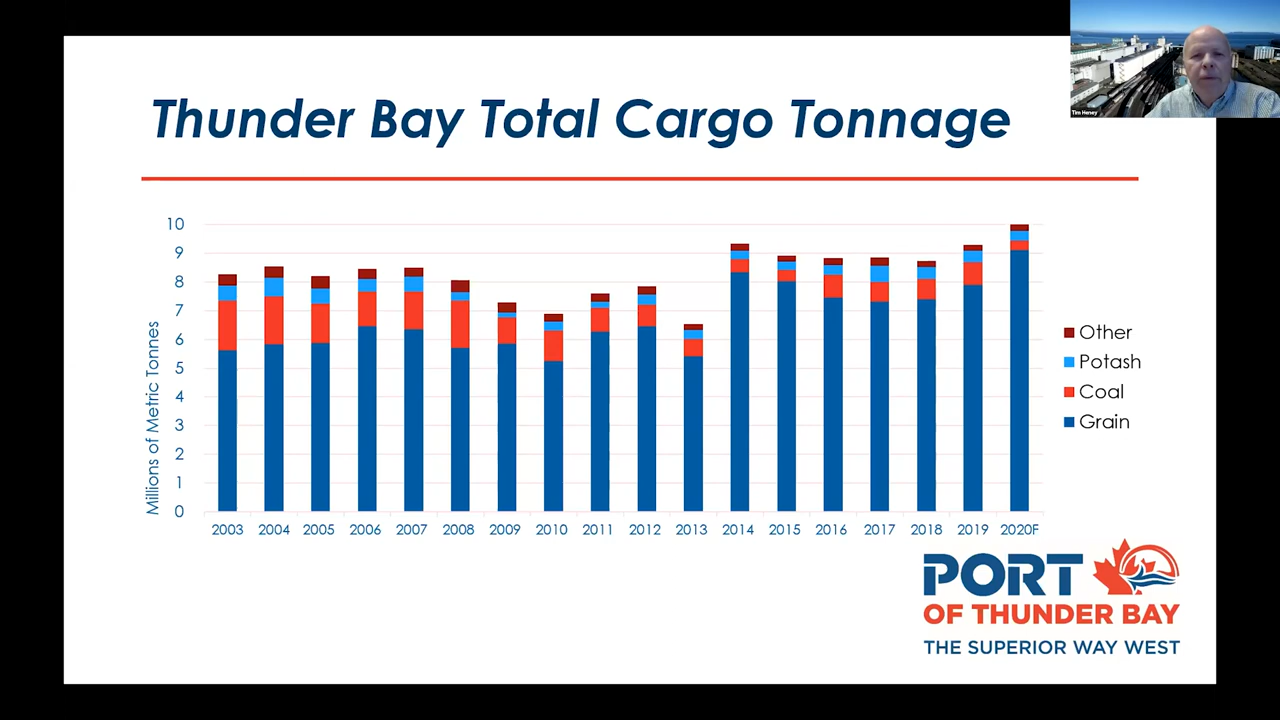 Thunder Bay Total Cargo Tonnage
Tim Heney
Millions of Metric Tonnes
10
9
8
7
6
5
4
3
2
1
0
2003 2004 2005 2006 2007 2008 2009 2010 2011 2012 2013 2014 2015 2016 2017 2018 2019 2020F
Other
Potash
Coal
Grain
PORT
OF THUNDER BAY
THE SUPERIOR WAY WEST